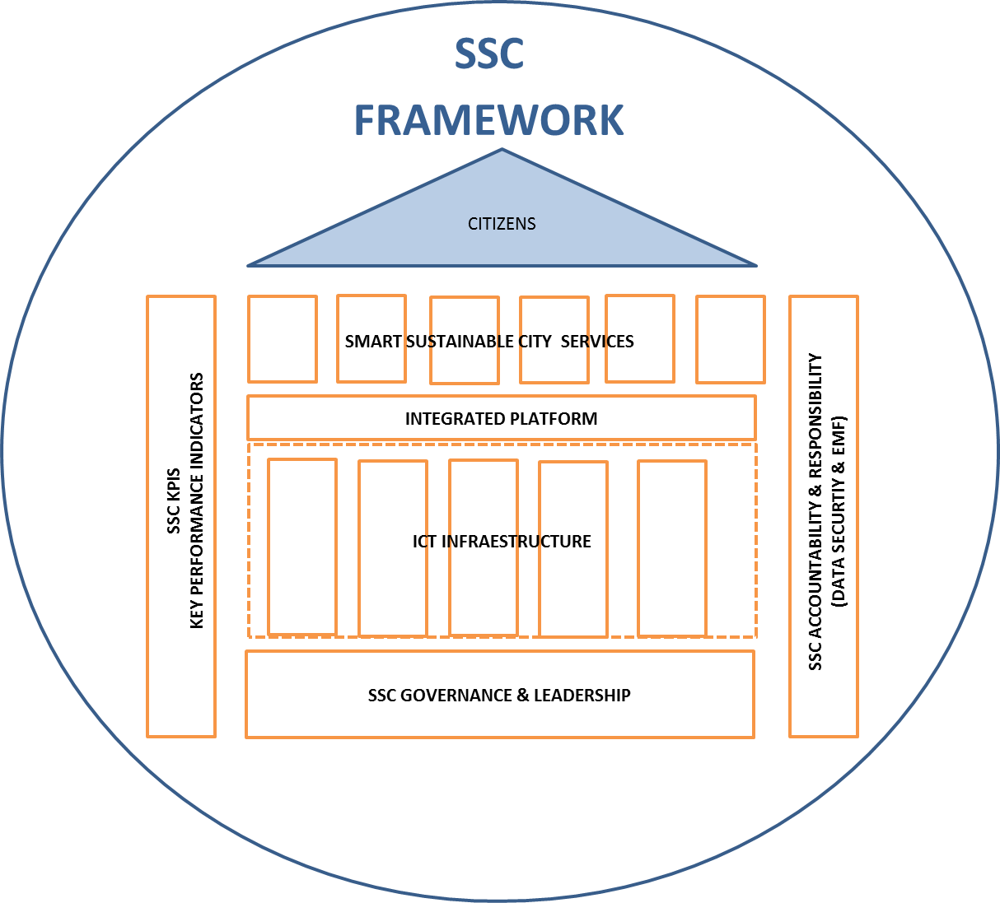 SSC
FRAMEWORK
CITIZENS
SMART SUSTAINABLE CITY  SERVICES
INTEGRATED PLATFORM
SSC KPIS
KEY PERFORMANCE INDICATORS
SSC ACCOUNTABILITY & RESPONSIBILITY
(DATA SECURTIY & EMF)
ICT INFRAESTRUCTURE
SSC GOVERNANCE & LEADERSHIP